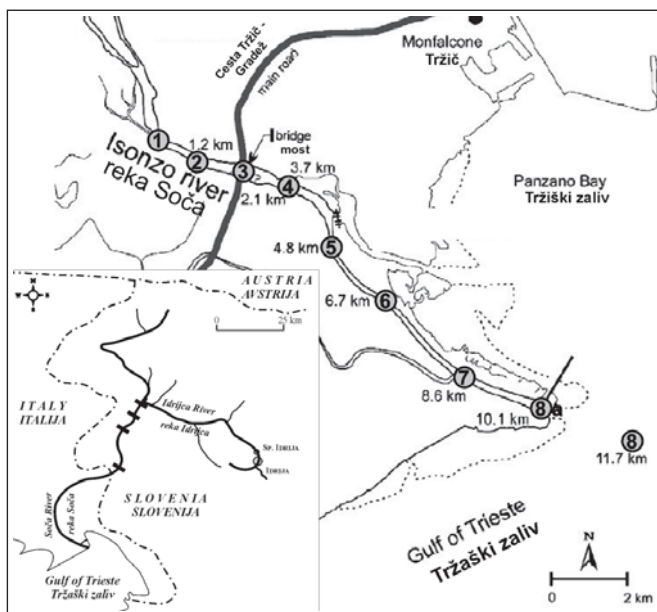 Monfalcone
Tržič
Cesta Tržič -
Gradež
main road
Isonzo river
reka Soča
1
1.2 km
2
3
bridge
most
2.1 km
4
3.7 km
Panzano Bay
Tržiški zaliv
4.8 km
5
6.7 km
6
8.6 km
7
10.1 km
8a
8
11.7 km
Gulf of Trieste
Tržaški zaliv
N
0 2 km
AUSTRIA
AVSTRIJA
N
W E
S
0 25 km
ITALY
ITALIJA
Idrijca River
reka Idrijca
SP. IDRIJA
IDRIJA
SLOVENIA
SLOVENIJA
Soča River
reka Soča
Gulf of Trieste
Tržaški zaliv